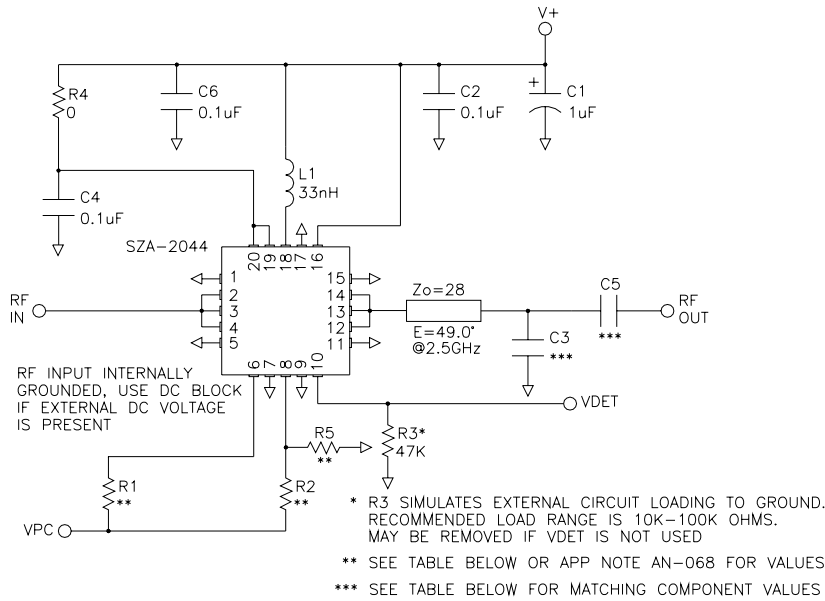 V+
R4
0
C6
0.1uF
C2
0.1uF
+
C1
1uF
L1
33nH
C4
0.1uF
SZA-2044
20
19
18
17
16
1
2
3
4
5
15
14
13
12
11
6
7
8
9
10
RF
IN
Zo=28
E=49.0°
@2.5GHz
C5
***
C3
***
RF
OUT
RF INPUT INTERNALLY
GROUNDED, USE DC BLOCK
IF EXTERNAL DC VOLTAGE
IS PRESENT
VDET
R5
**
R3*
47K
R1
**
R2
**
VPC
* R3 SIMULATES EXTERNAL CIRCUIT LOADING TO GROUND.
RECOMMENDED LOAD RANGE IS 10K-100K OHMS.
MAY BE REMOVED IF VDET IS NOT USED
** SEE TABLE BELOW OR APP NOTE AN-068 FOR VALUES
*** SEE TABLE BELOW FOR MATCHING COMPONENT VALUES